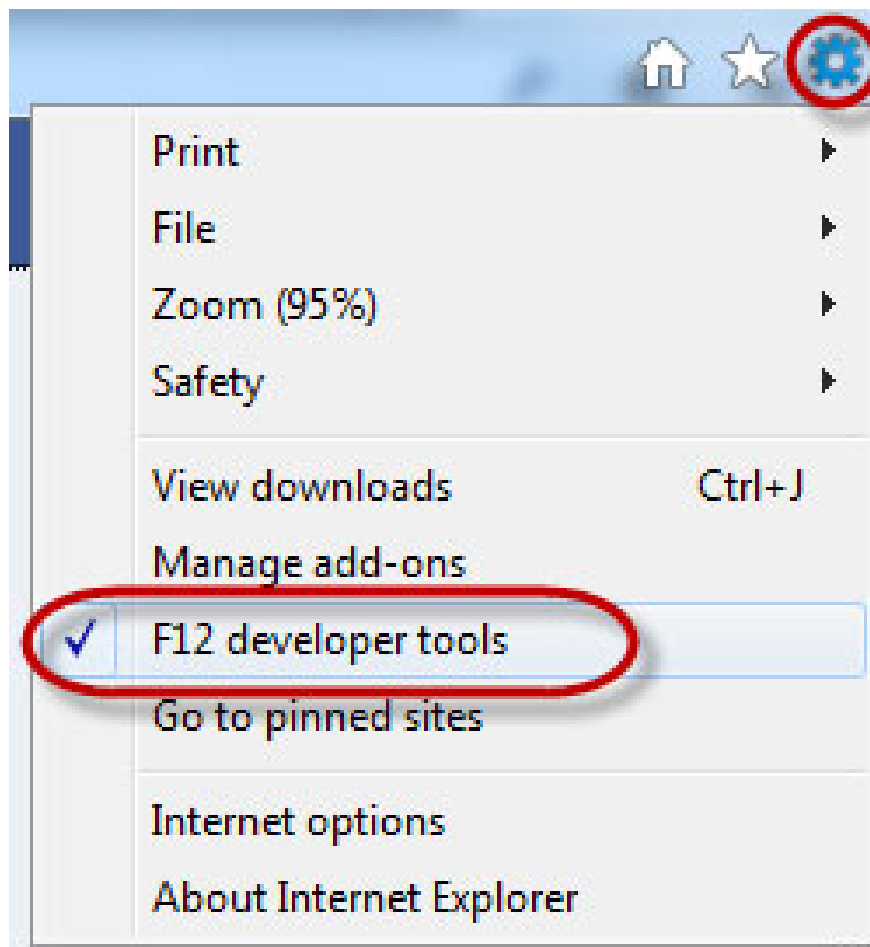 Print
File
Zoom (95%)
Safety
View downloads Ctrl+J
Manage add-ons
F12 developer tools
Go to pinned sites
Internet options
About Internet Explorer